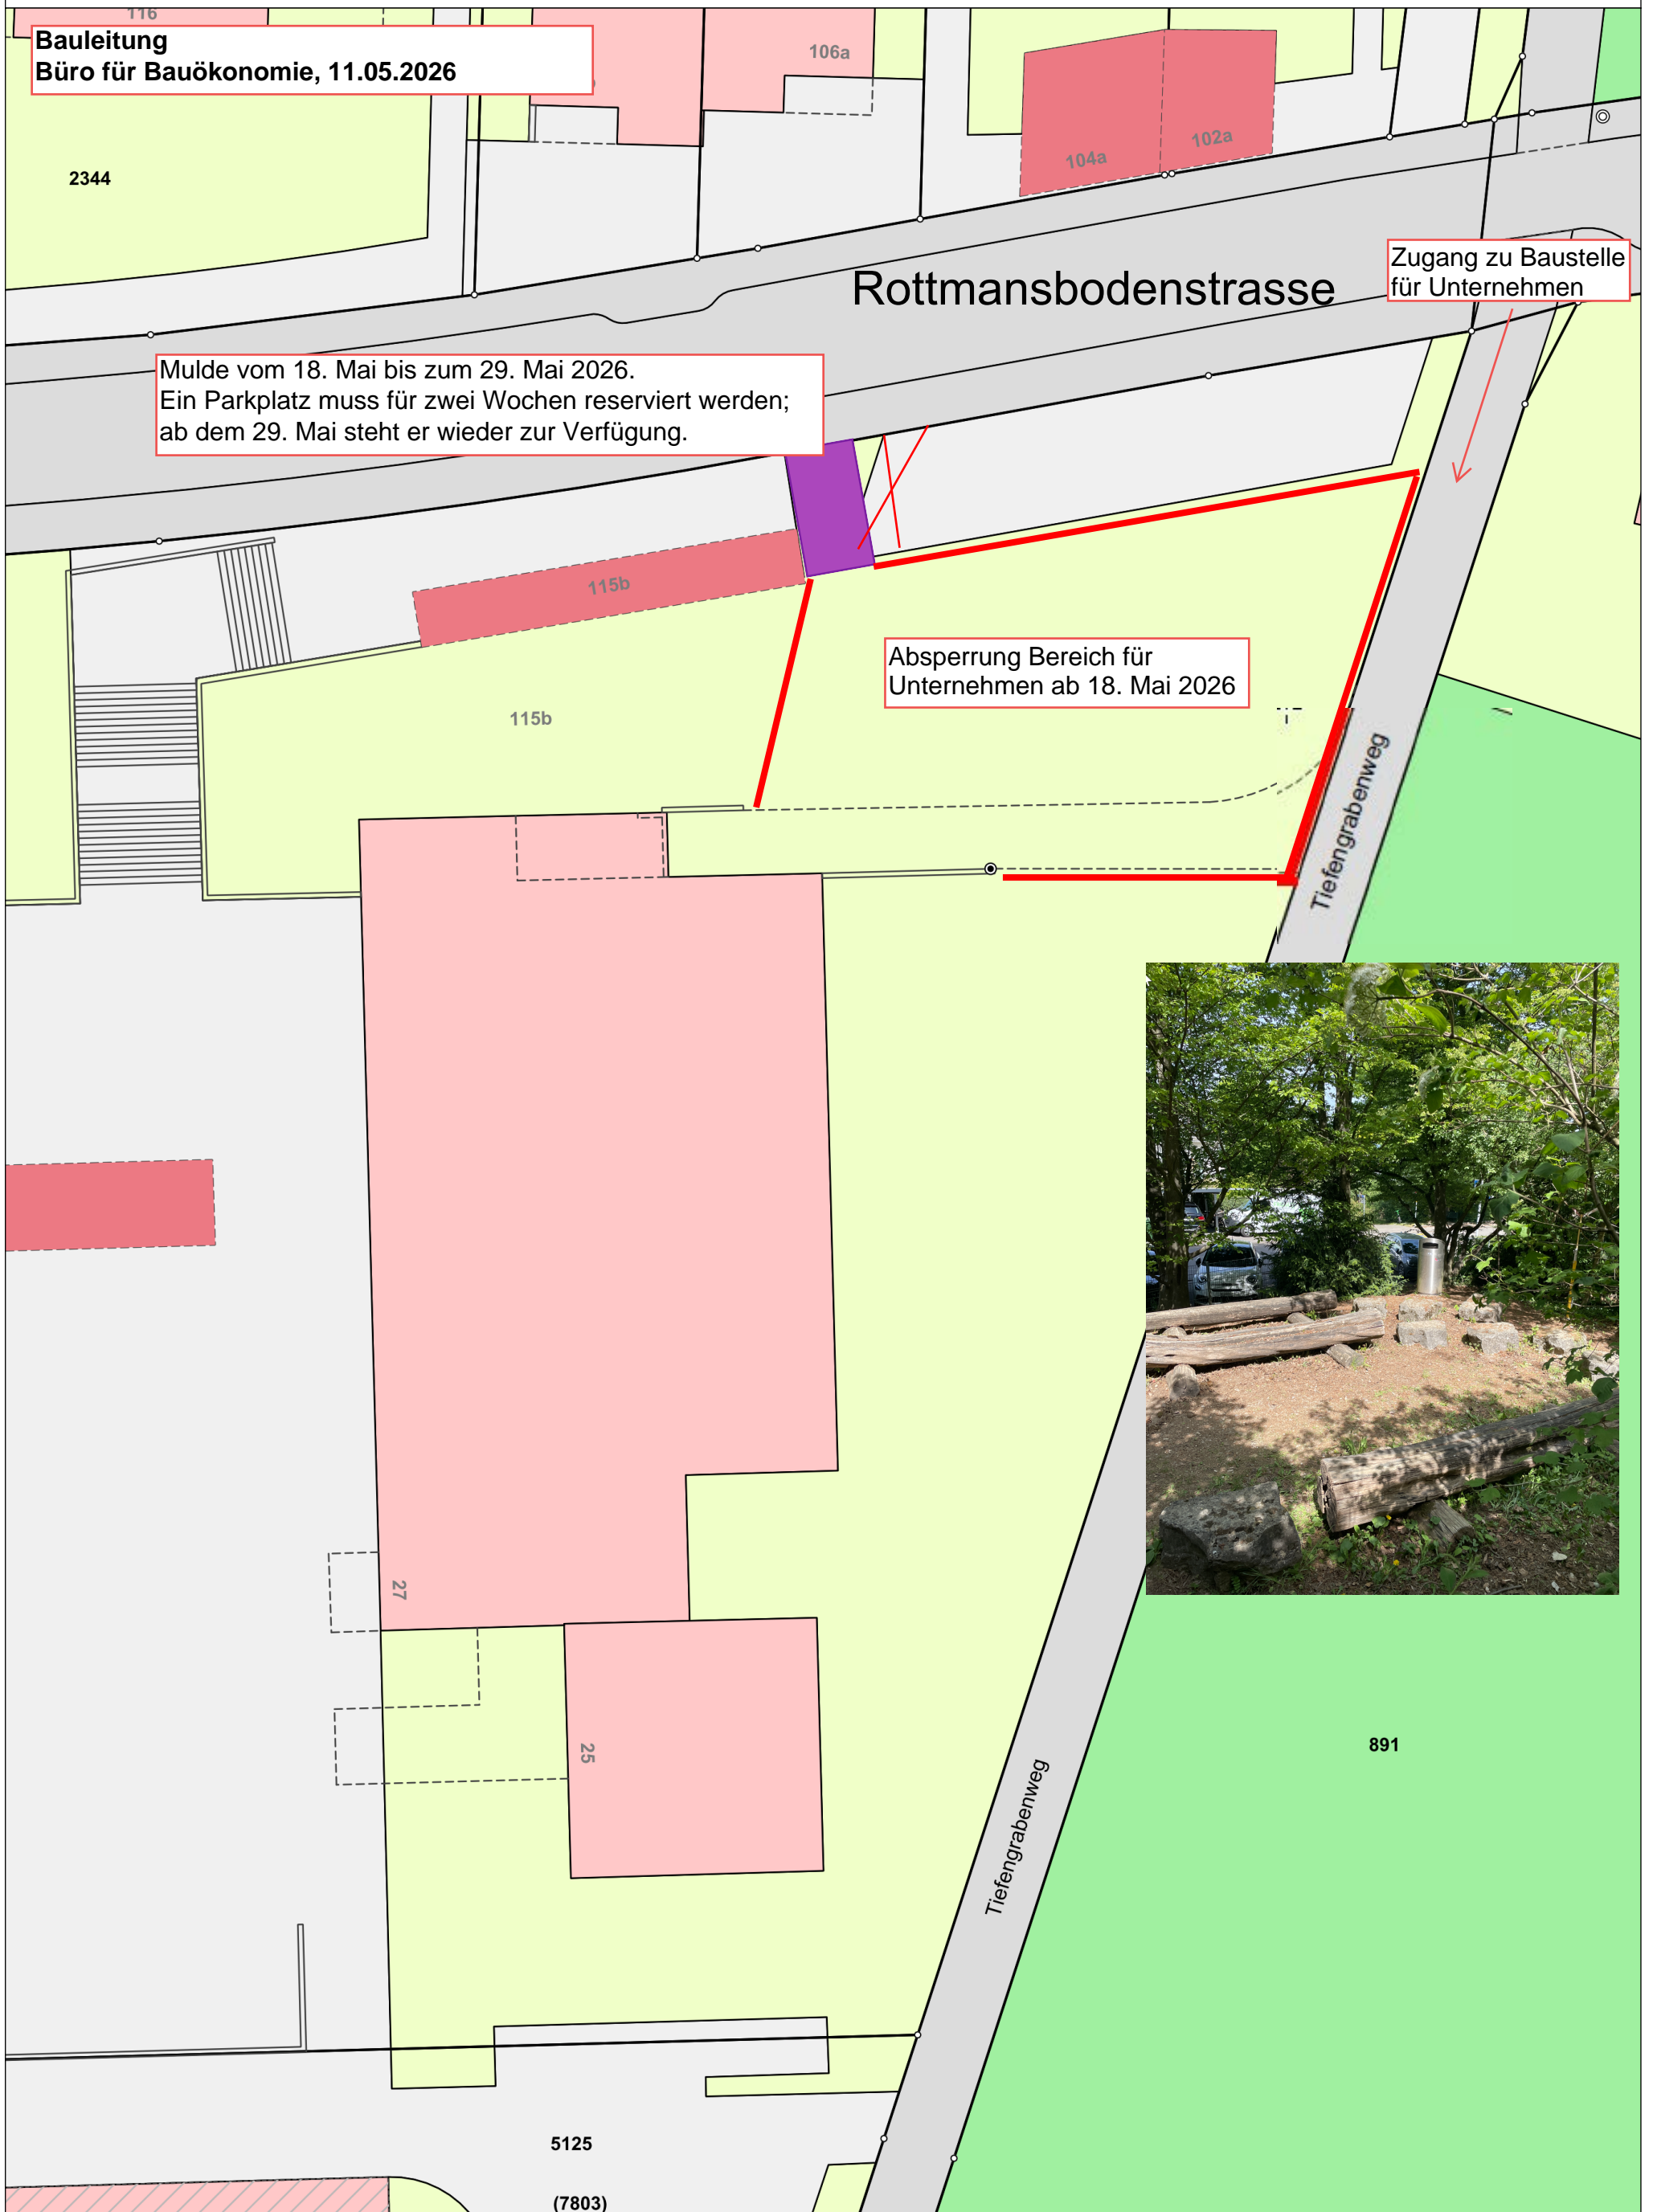 116
Bauleitung
Büro für Bauökonomie, 11.05.2026
106a
104a
102a
2344
Rottmansbodenstrasse
Zugang zu Baustelle
für Unternehmen
Mulde vom 18. Mai bis zum 29. Mai 2026.
Ein Parkplatz muss für zwei Wochen reserviert werden;
ab dem 29. Mai steht er wieder zur Verfügung.
115b
Absperrung Bereich für
Unternehmen ab 18. Mai 2026
115b
Tiefengrabenweg
27
25
891
Tiefengrabenweg
5125
(7803)